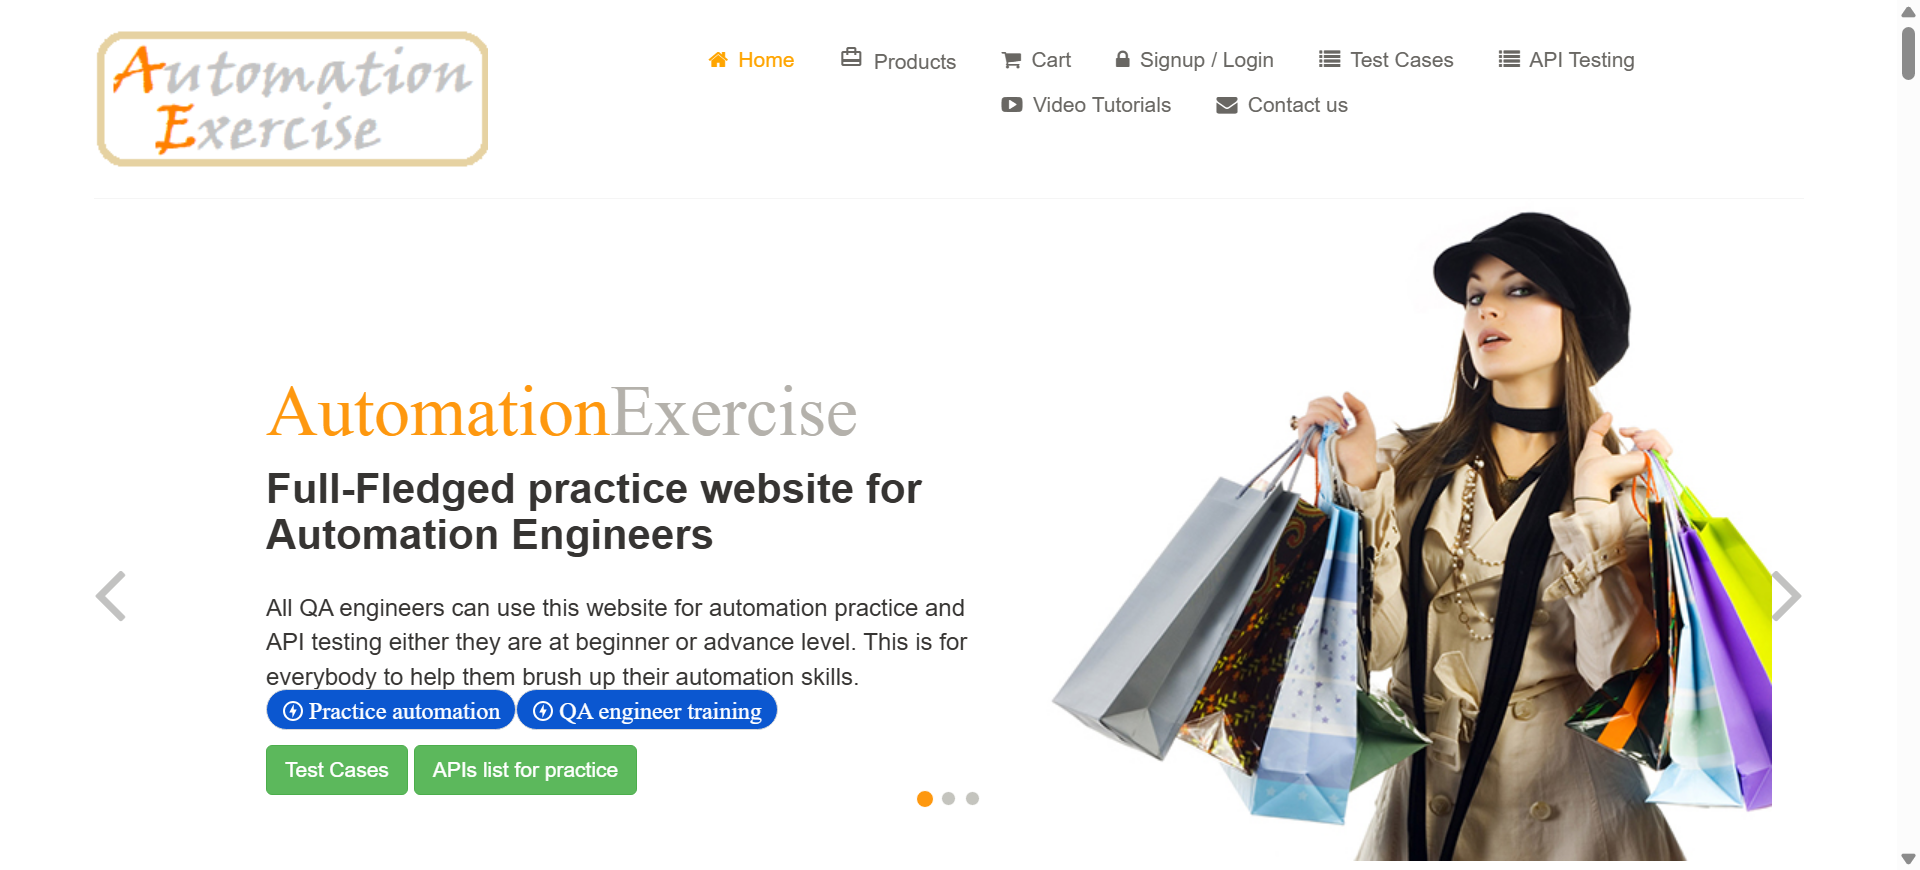 Automation
Exercise
Home
Products
Cart
Signup / Login
Test Cases
API Testing
Video Tutorials
Contact us
AutomationExercise
Full-Fledged practice website for
Automation Engineers
All QA engineers can use this website for automation practice and
API testing either they are at beginner or advance level. This is for
everybody to help them brush up their automation skills.
Practice automation
QA engineer training
Test Cases
APIs list for practice